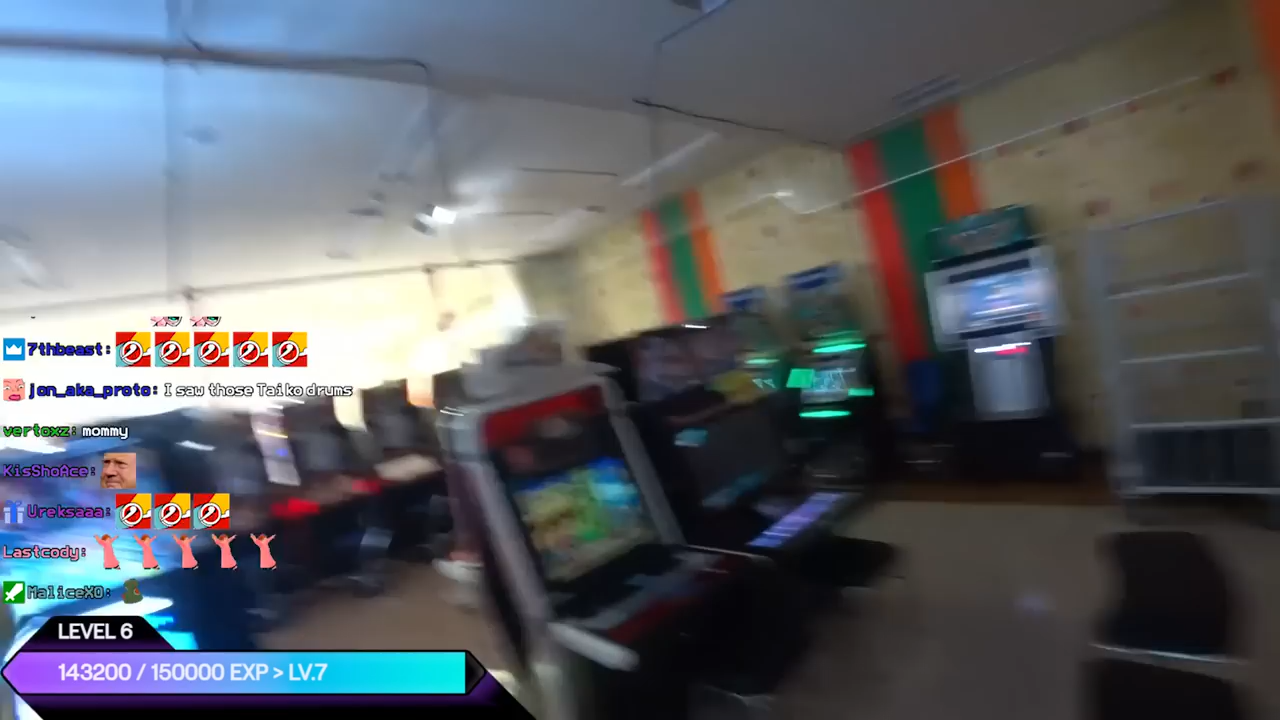 7thbeast:
jon_aka_proto: I saw those Taiko drums
vertoxz: mommy
KisShoAce:
Ureksaaa:
Lastcody:
MaliceXO:
LEVEL 6
143200 / 150000 EXP > LV.7